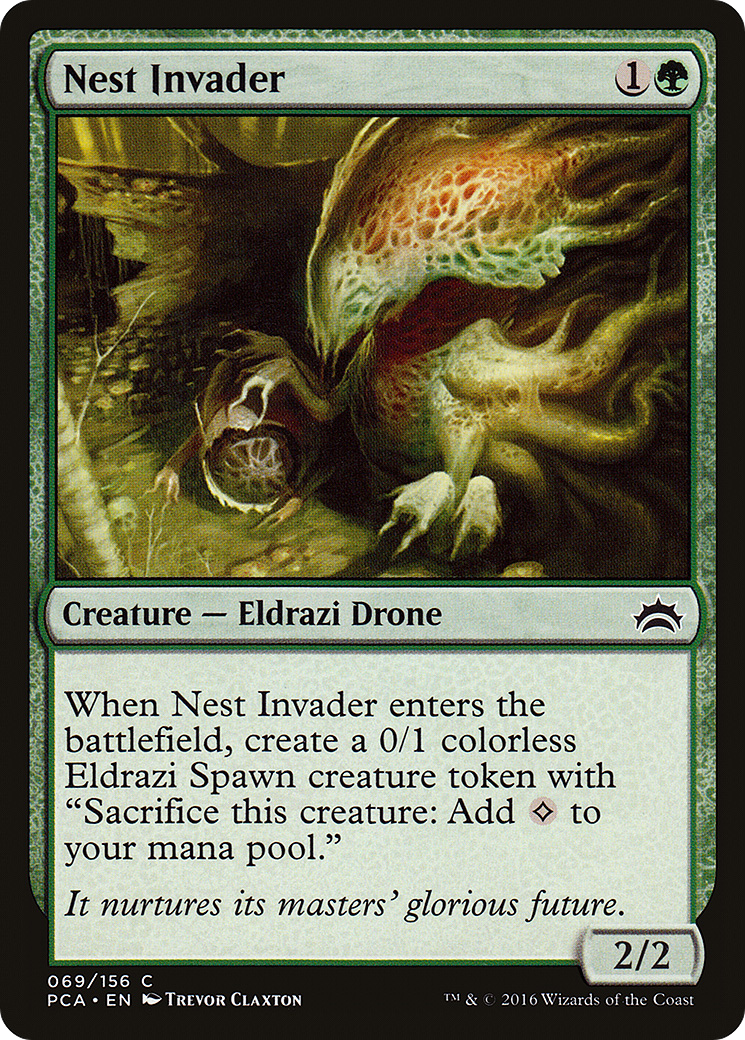 Nest Invader 1
Creature — Eldrazi Drone
When Nest Invader enters the
battlefield, create a 0/1 colorless
Eldrazi Spawn creature token with
“Sacrifice this creature: Add to
your mana pool.”
It nurtures its masters’ glorious future.
2/2
069/156 C
PCA • EN Trevor Claxton
™ & © 2016 Wizards of the Coast